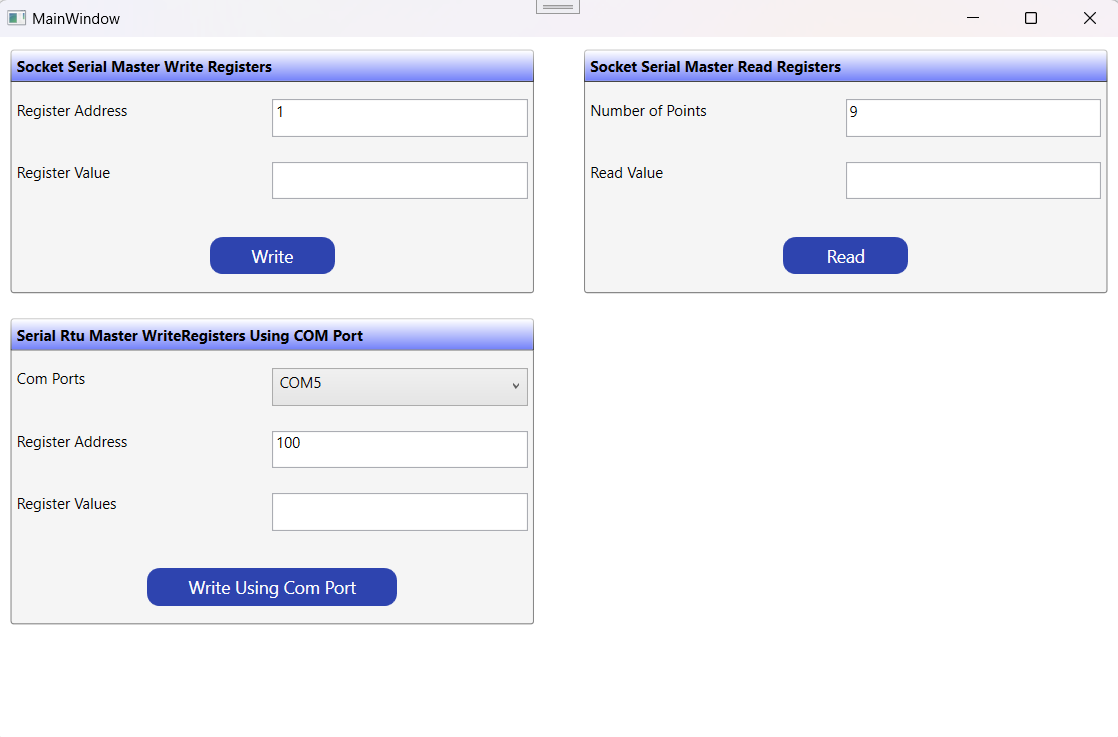 MainWindow
Socket Serial Master Write Registers
Register Address
1
Register Value
Write
Socket Serial Master Read Registers
Number of Points
9
Read Value
Read
Serial Rtu Master WriteRegisters Using COM Port
Com Ports
COM5
Register Address
100
Register Values
Write Using Com Port